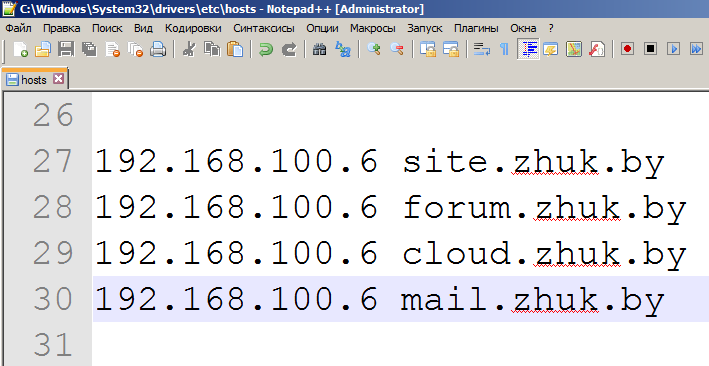 C:\Windows\System32\drivers\etc\hosts - Notepad++ [Administrator]
Файл Правка Поиск Вид Кодировки Синтаксисы Опции Макросы Запуск Плагины Окна ?
hosts
26
27 192.168.100.6 site.zhuk.by
28 192.168.100.6 forum.zhuk.by
29 192.168.100.6 cloud.zhuk.by
30 192.168.100.6 mail.zhuk.by
31